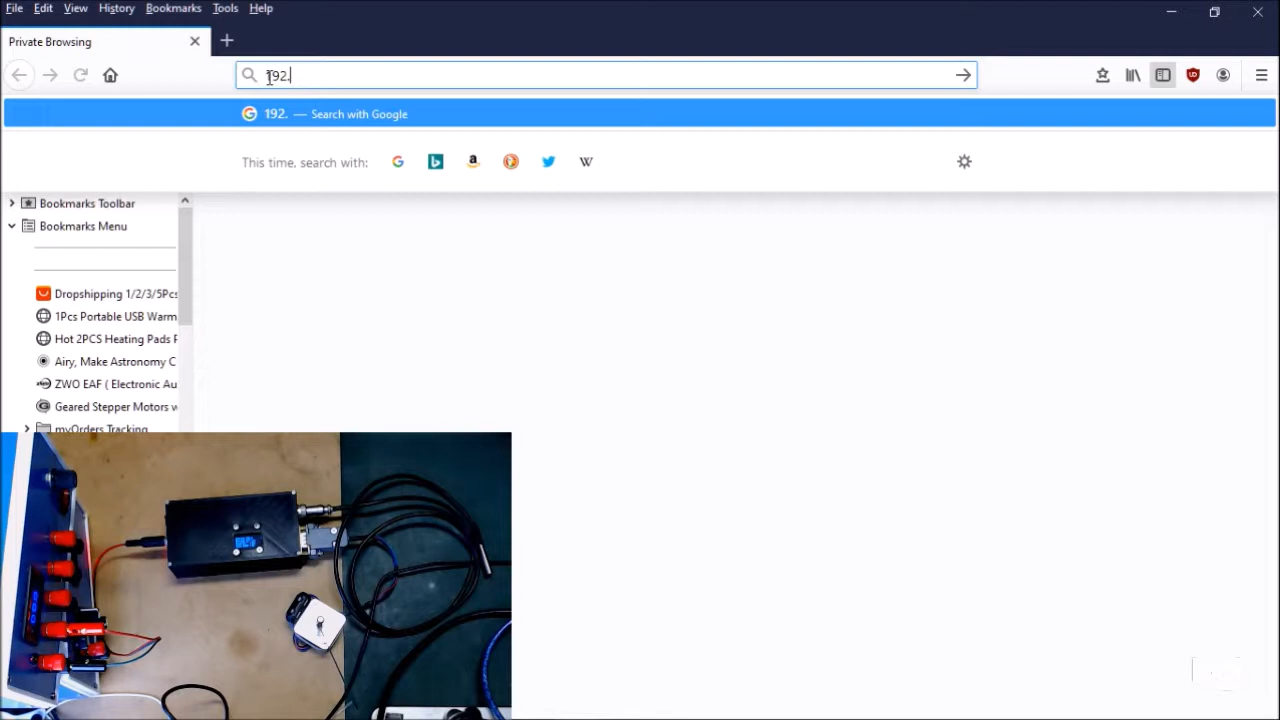 File Edit View History Bookmarks Tools Help
Private Browsing
192.
192. — Search with Google
This time, search with:
Bookmarks Toolbar
Bookmarks Menu
Dropshipping 1/2/3/5Pcs
1Pcs Portable USB Warm
Hot 2PCS Heating Pads
Airy, Make Astronomy C
ZWO EAF ( Electronic Au
Geared Stepper Motors w
myOrders Tracking